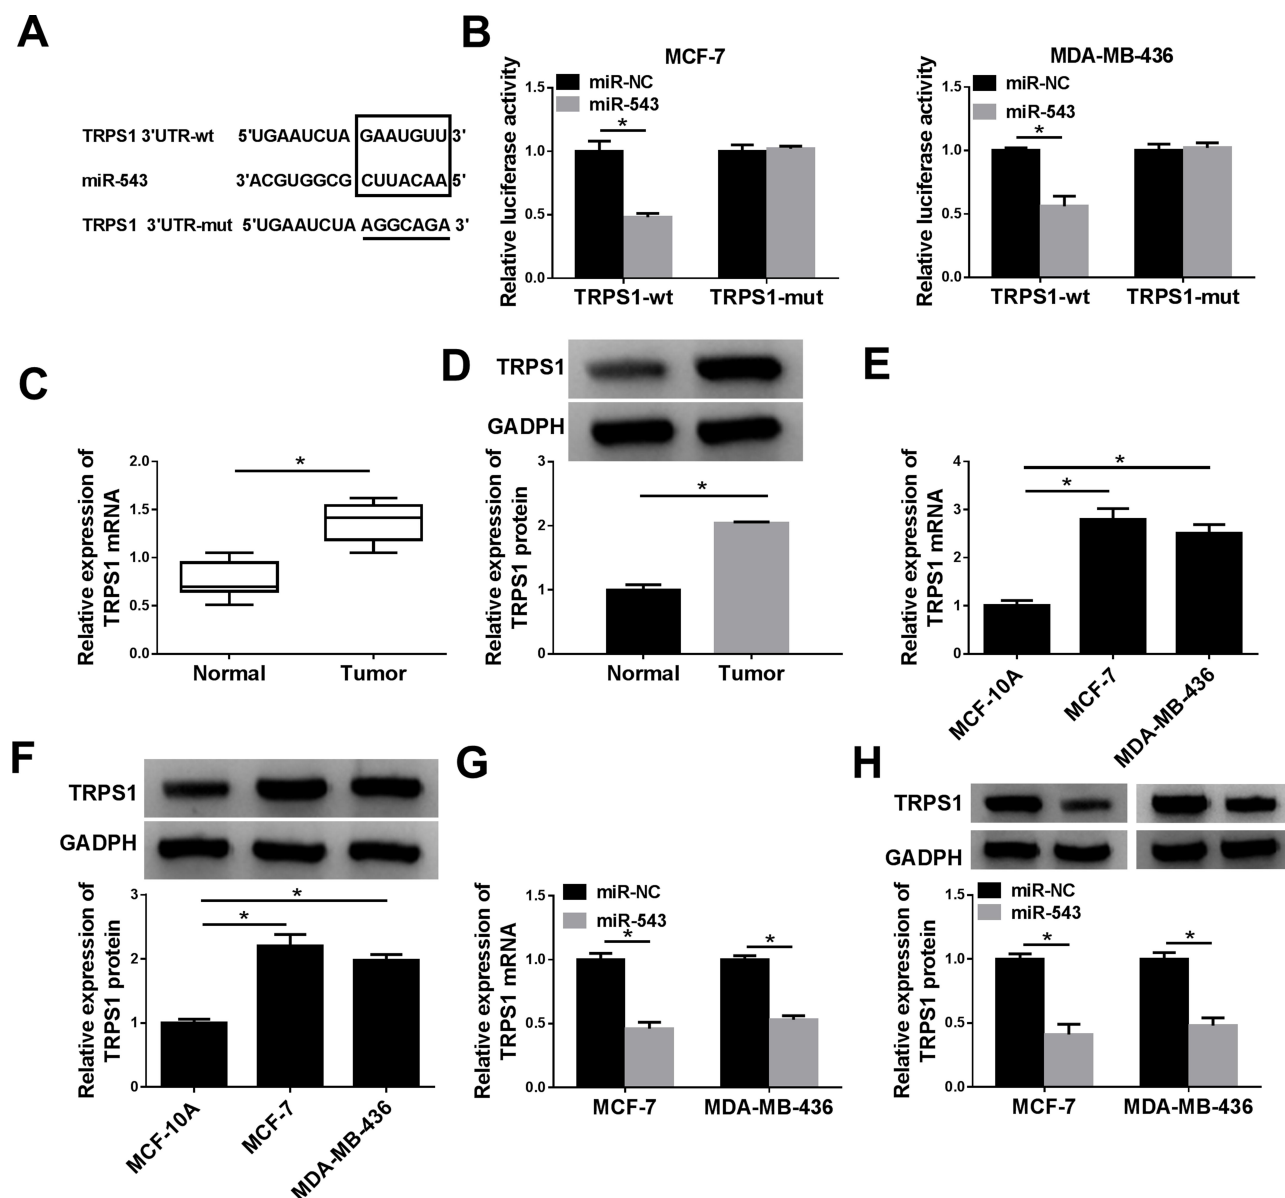 A
TRPS1 3'UTR-wt 5'UGAAUCUA GAAUGUU 3'
miR-543 3'ACGUGGCG CUUACAA 5'
TRPS1 3'UTR-mut 5'UGAAUCUA AGGCAGA 3'
B
MCF-7
miR-NC
miR-543
Relative luciferase activity
1.5
1.0
0.5
0.0
*
TRPS1-wt TRPS1-mut
MDA-MB-436
miR-NC
miR-543
Relative luciferase activity
1.5
1.0
0.5
0.0
*
TRPS1-wt TRPS1-mut
C
Relative expression of
TRPS1 mRNA
2.0
1.5
1.0
0.5
0.0
*
Normal Tumor
D
TRPS1
GADPH
Relative expression of
TRPS1 protein
3
2
1
0
*
Normal Tumor
E
Relative expression of
TRPS1 mRNA
4
3
2
1
0
*
*
MCF-10A
MCF-7
MDA-MB-436
F
TRPS1
GADPH
Relative expression of
TRPS1 protein
3
2
1
0
*
*
MCF-10A
MCF-7
MDA-MB-436
G
Relative expression of
TRPS1 mRNA
miR-NC
miR-543
1.5
1.0
0.5
0.0
*
*
MCF-7 MDA-MB-436
H
TRPS1
GADPH
Relative expression of
TRPS1 protein
miR-NC
miR-543
1.5
1.0
0.5
0.0
*
*
MCF-7 MDA-MB-436